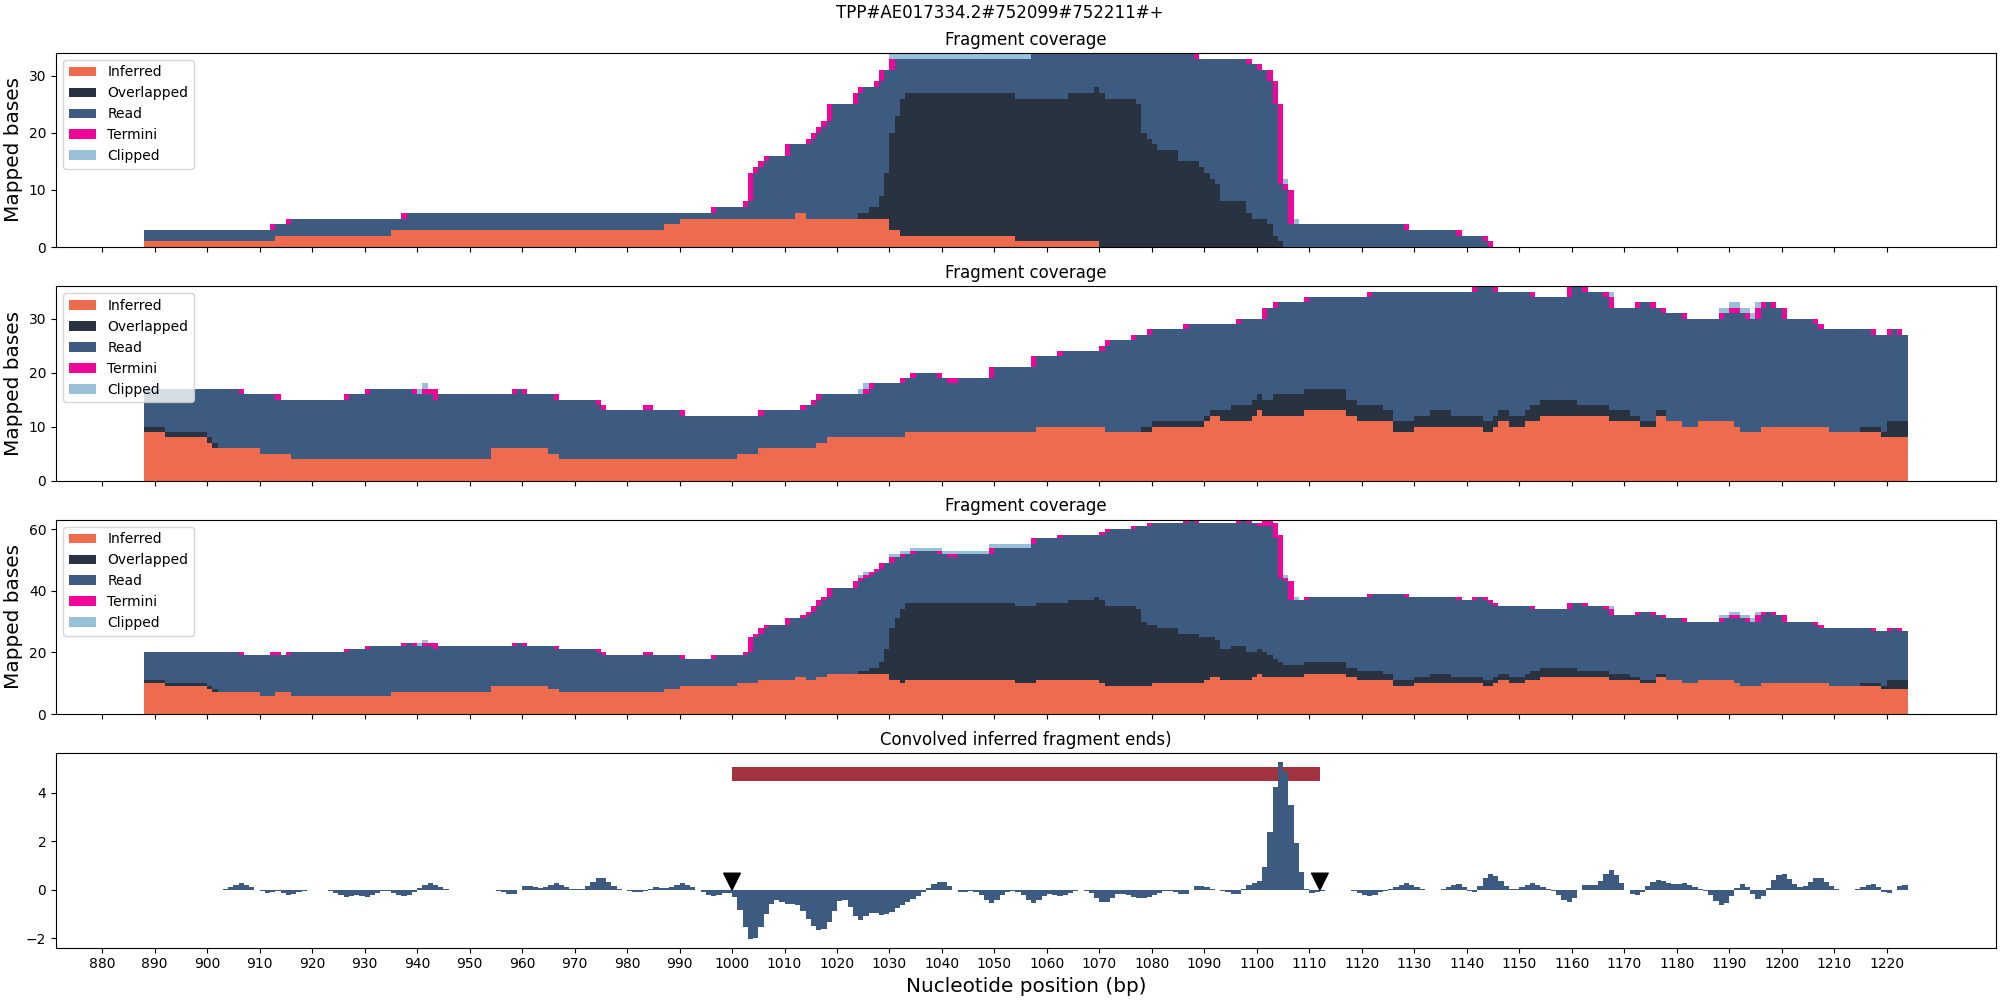 TPP#AE017334.2#752099#752211#+
Fragment coverage
Mapped bases
30
20
10
0
Inferred
Overlapped
Read
Termini
Clipped
Fragment coverage
Mapped bases
30
20
10
0
Inferred
Overlapped
Read
Termini
Clipped
Fragment coverage
Mapped bases
60
40
20
0
Inferred
Overlapped
Read
Termini
Clipped
Convolved inferred fragment ends)
4
2
0
−2
880 890 900 910 920 930 940 950 960 970 980 990 1000 1010 1020 1030 1040 1050 1060 1070 1080 1090 1100 1110 1120 1130 1140 1150 1160 1170 1180 1190 1200 1210 1220
Nucleotide position (bp)